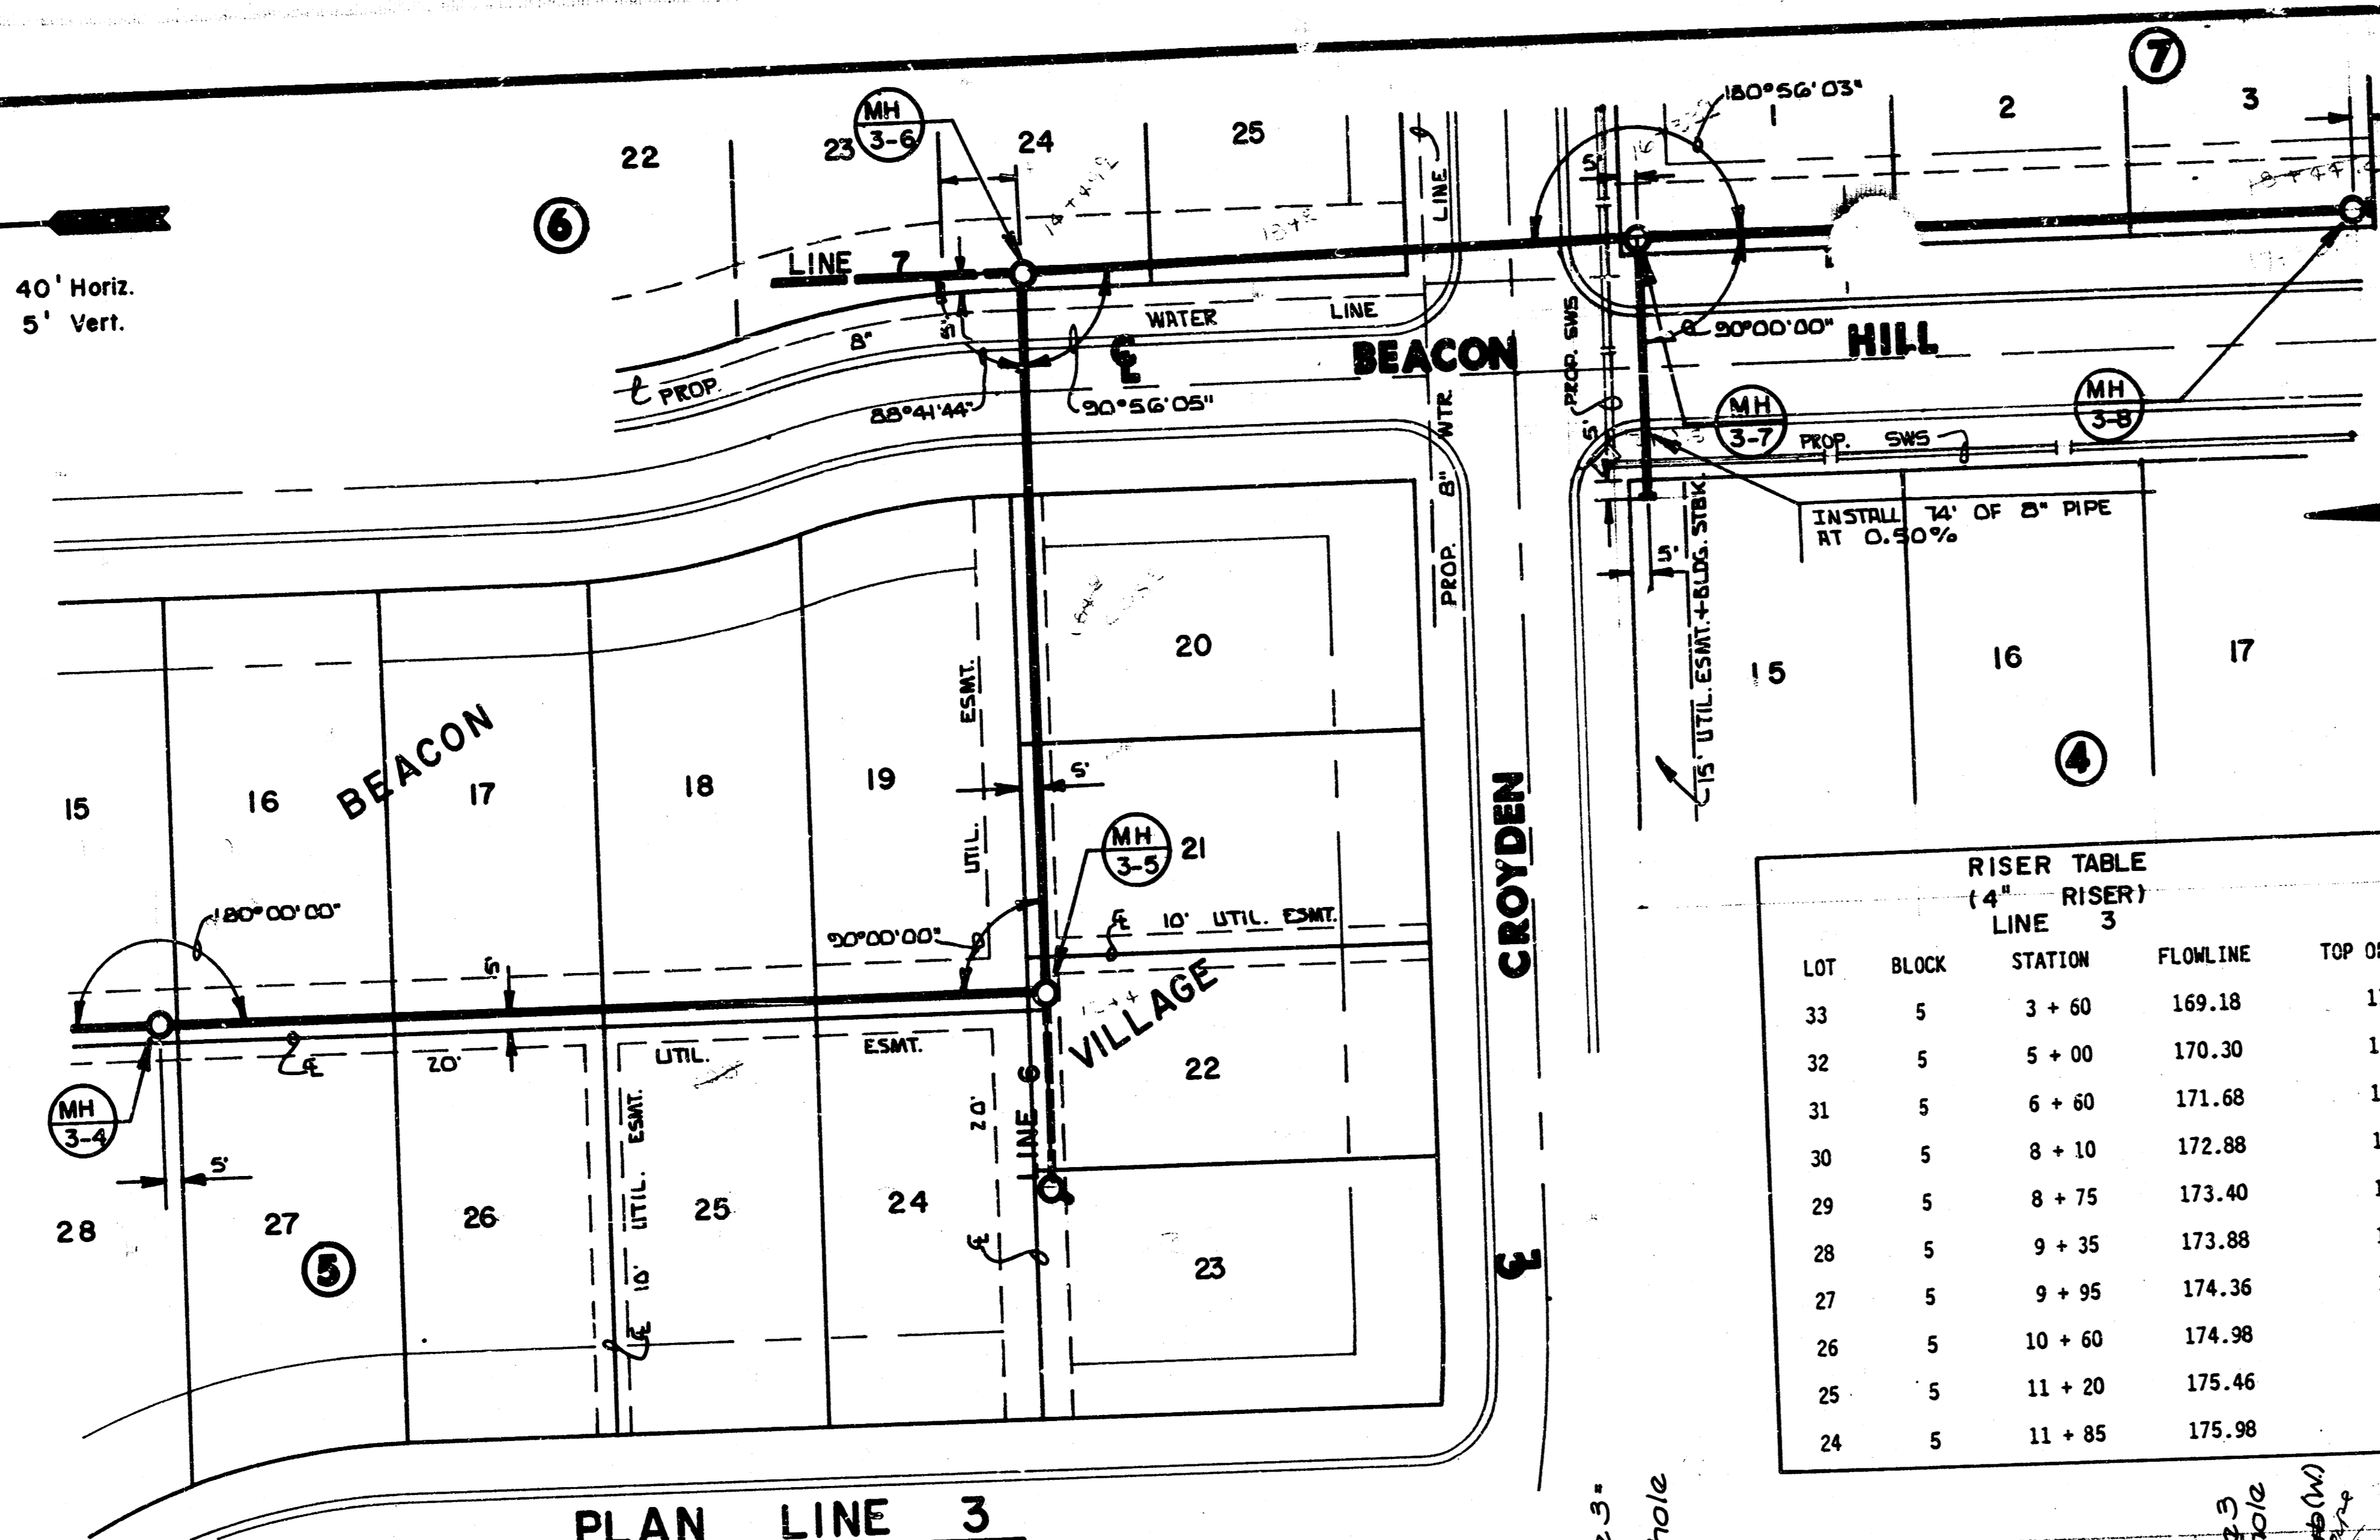 7
180°56'03"
MH
3-6
22
23
24
25
1
2
3
6
LINE
5'
40' Horiz.
5' Vert.
LINE 7
5'
8"
WATER LINE
PROP.
BEACON
HILL
PROP. SWS
90°00'00"
88°41'44"
90°56'05"
MH
3-7
MH
3-8
PROP. SWS
5'
PROP. 8" WTR.
INSTALL 74' OF 8" PIPE
AT 0.50%
5'
15' UTIL. ESMT. + BLDG. STBK.
15
16
17
4
20
UTIL. ESMT.
BEACON
15
16
17
18
19
5'
MH
3-5
21
CROYDEN
180°00'00"
90°00'00"
10' UTIL. ESMT.
5'
VILLAGE
20' UTIL. ESMT.
MH
3-4
5'
22
LINE 6
20'
10' UTIL. ESMT.
28
27
26
25
24
23
5
RISER TABLE
(4" RISER)
LINE 3
LOT BLOCK STATION FLOWLINE TOP
33 5 3 + 60 169.18
32 5 5 + 00 170.30
31 5 6 + 60 171.68
30 5 8 + 10 172.88
29 5 8 + 75 173.40
28 5 9 + 35 173.88
27 5 9 + 95 174.36
26 5 10 + 60 174.98
25 5 11 + 20 175.46
24 5 11 + 85 175.98
PLAN LINE 3